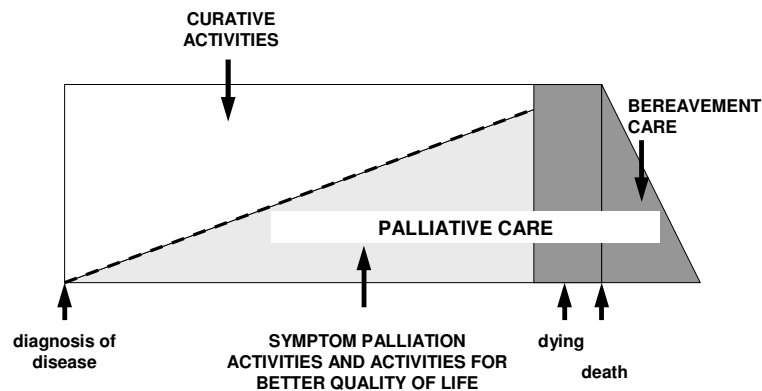 CURATIVE
ACTIVITIES
BEREAVEMENT
CARE
PALLIATIVE CARE
diagnosis of
disease
SYMPTOM PALLIATION
ACTIVITIES AND ACTIVITIES FOR
BETTER QUALITY OF LIFE
dying
death